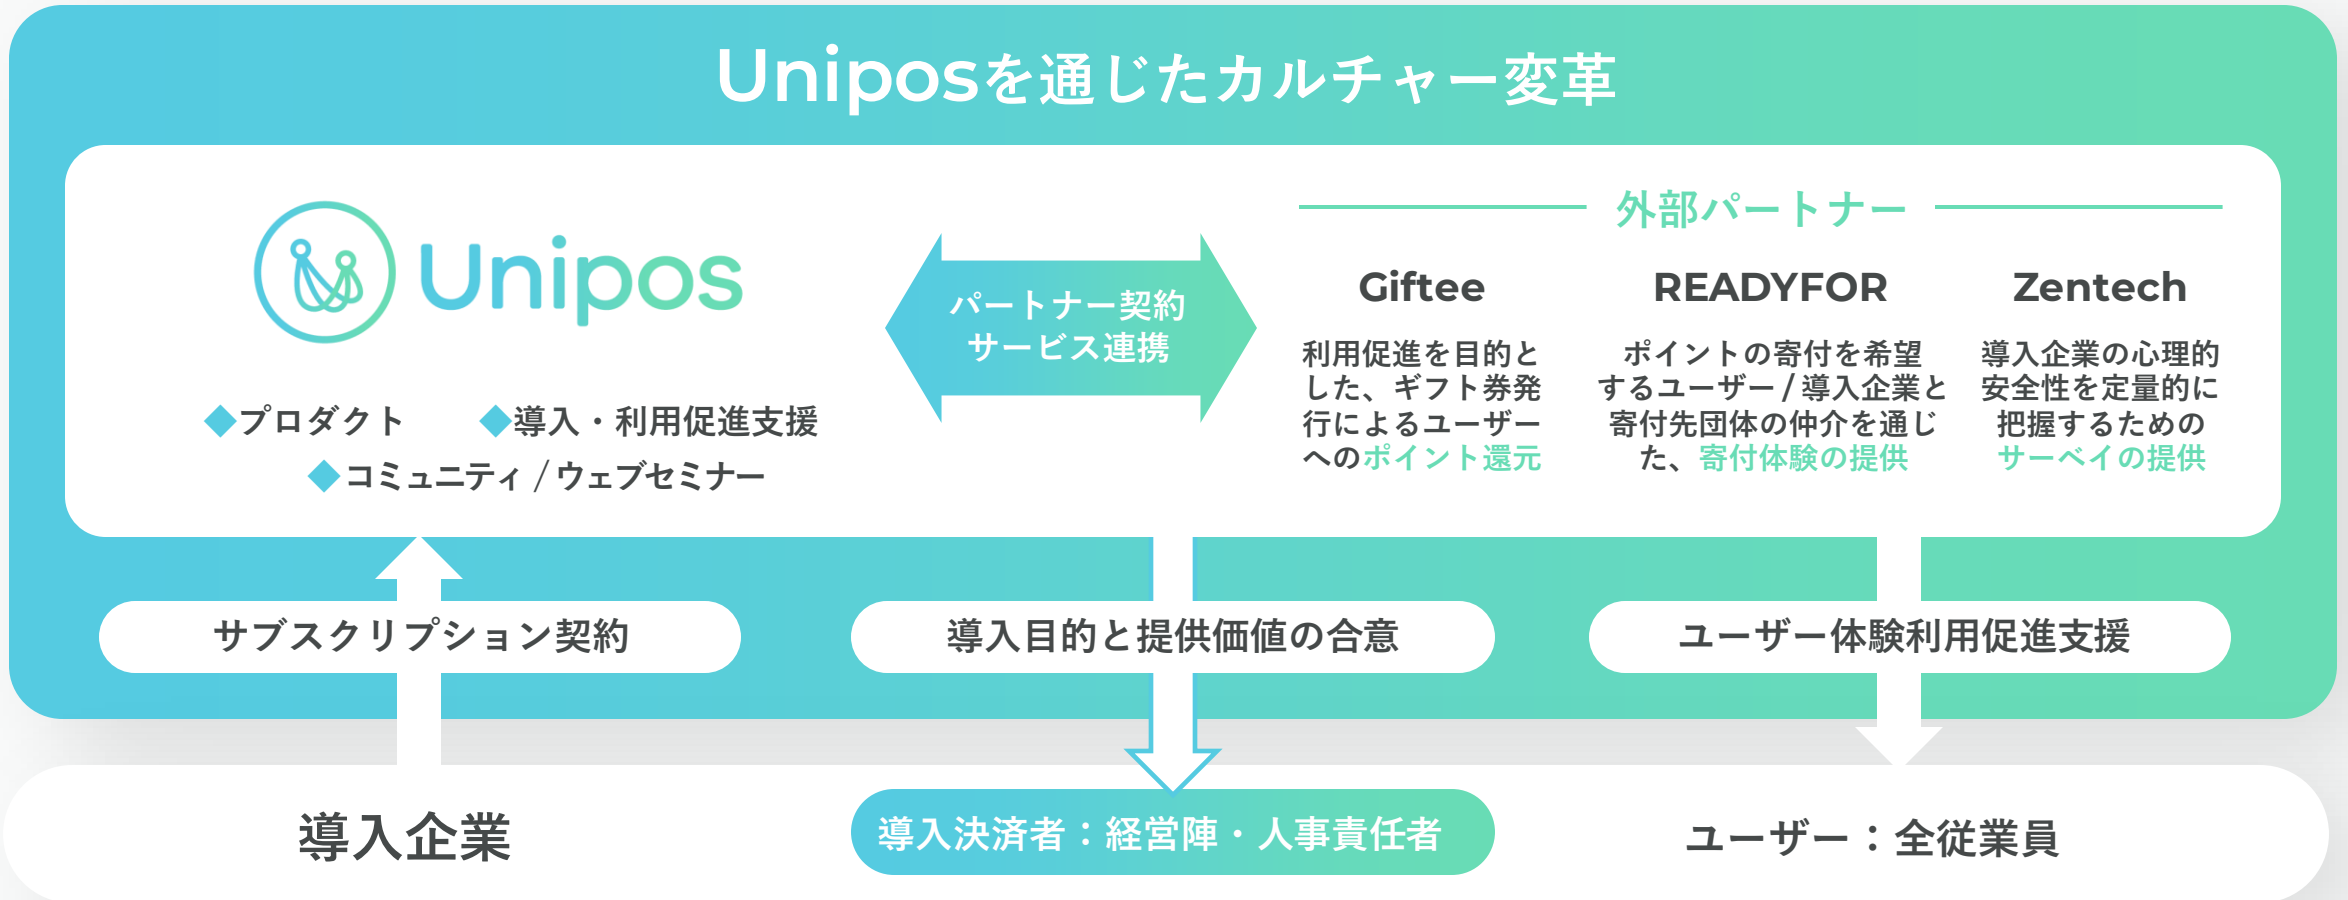 Uniposを通じたカルチャー変革
Unipos
◆プロダクト
◆導入・利用促進支援
◆コミュニティ / ウェブセミナー
パートナー契約
サービス連携
外部パートナー
Giftee
利用促進を目的と
した、ギフト券発
行によるユーザー
へのポイント還元
READYFOR
ポイントの寄付を希望
するユーザー / 導入企業と
寄付先団体の仲介を通じ
た、寄付体験の提供
Zentech
導入企業の心理的
安全性を定量的に
把握するための
サーベイの提供
サブスクリプション契約
導入目的と提供価値の合意
ユーザー体験利用促進支援
導入企業
導入決済者：経営陣・人事責任者
ユーザー：全従業員